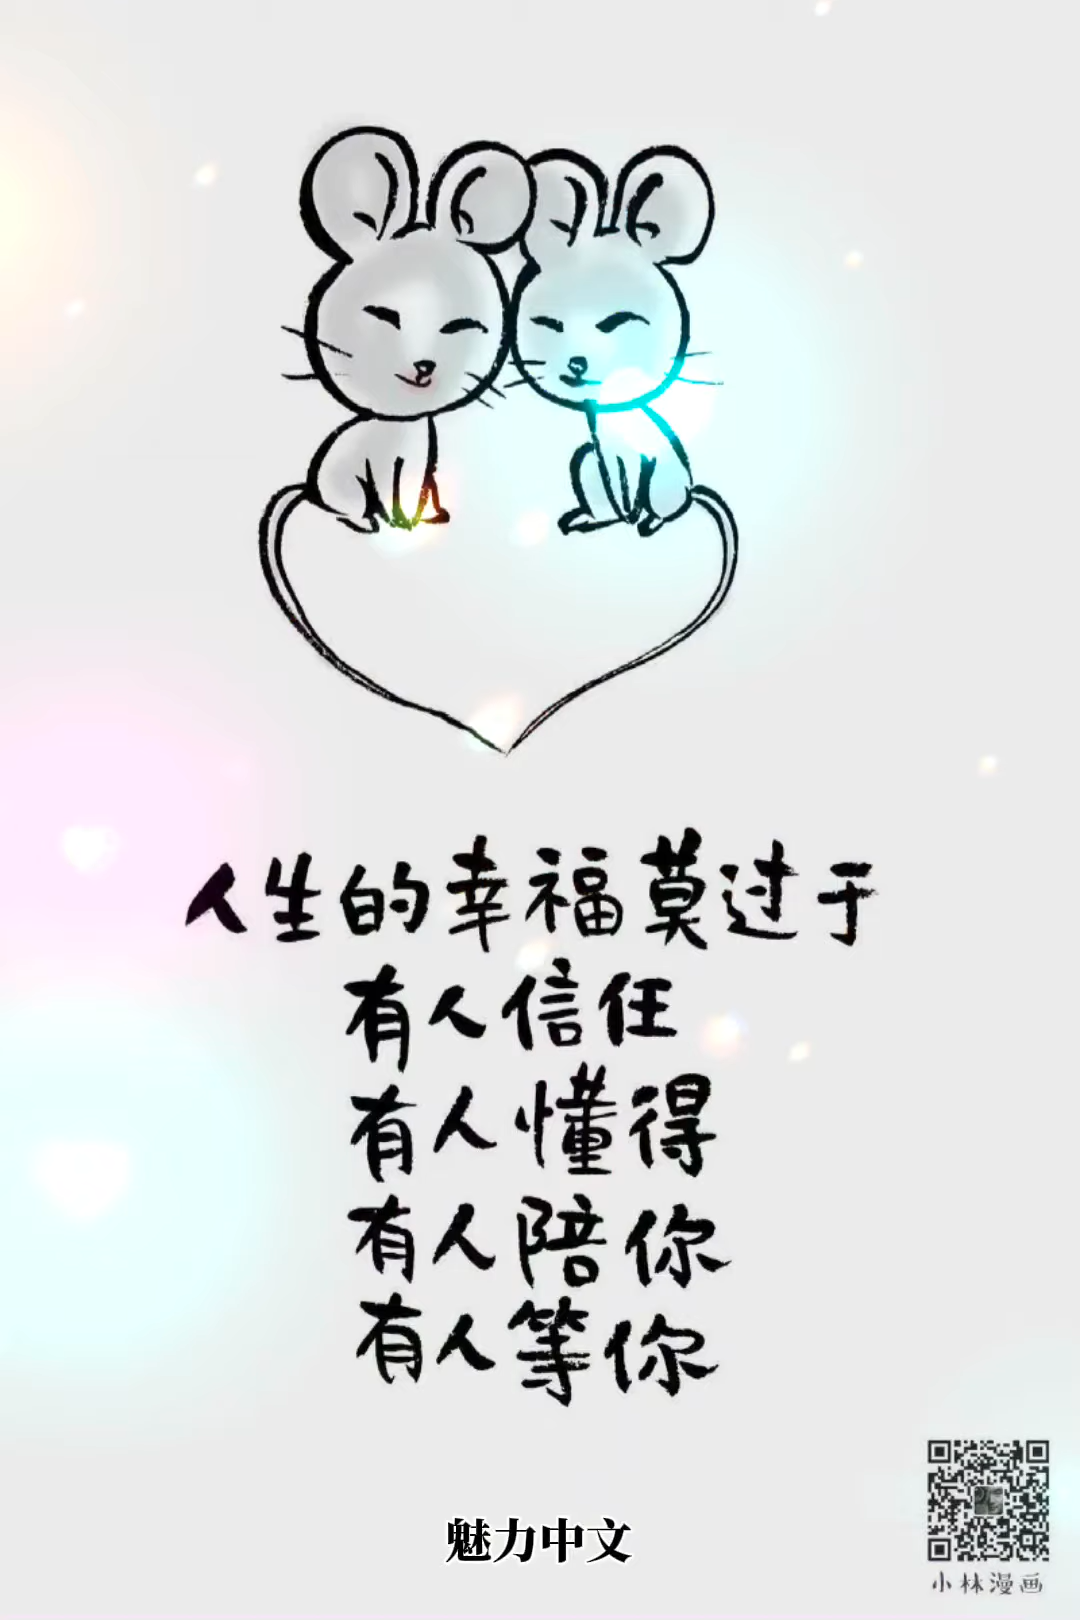 人生的幸福莫过于
有人信任
有人懂得
有人陪你
有人等你
魅力中文
小林漫画